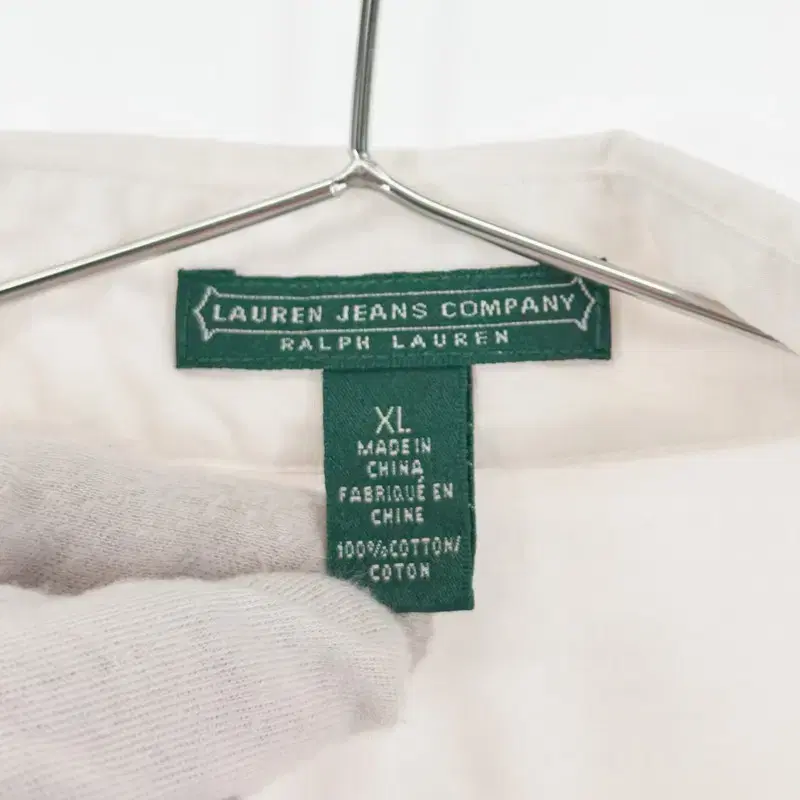 LAUREN JEANS COMPANY
RALPH LAUREN
XL
MADE IN
CHINA
FABRIQUÉ EN
CHINE
100% COTTON/
COTON